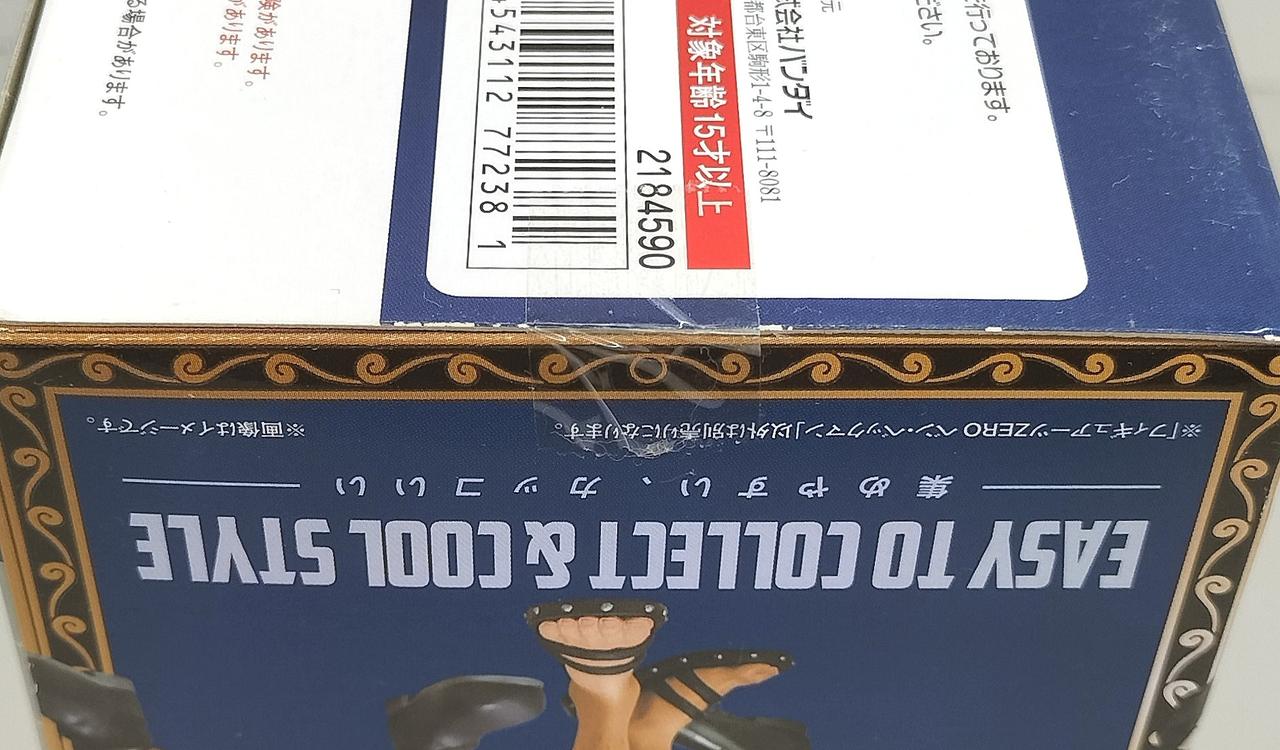 る場合があります。
険があります。
があります。
543112 77238 1
2184590
対象年齢 15才以上
元
式会社バンダイ
都台東区駒形1-4-8 〒111-8081
ださい。
行っております。
EASY TO COLLECT & COOL STYLE
集めやすい、カッコいい
※「フィギュアーツZERO ベン・ベックマン」以外は別売りになります。
※画像はイメージです。